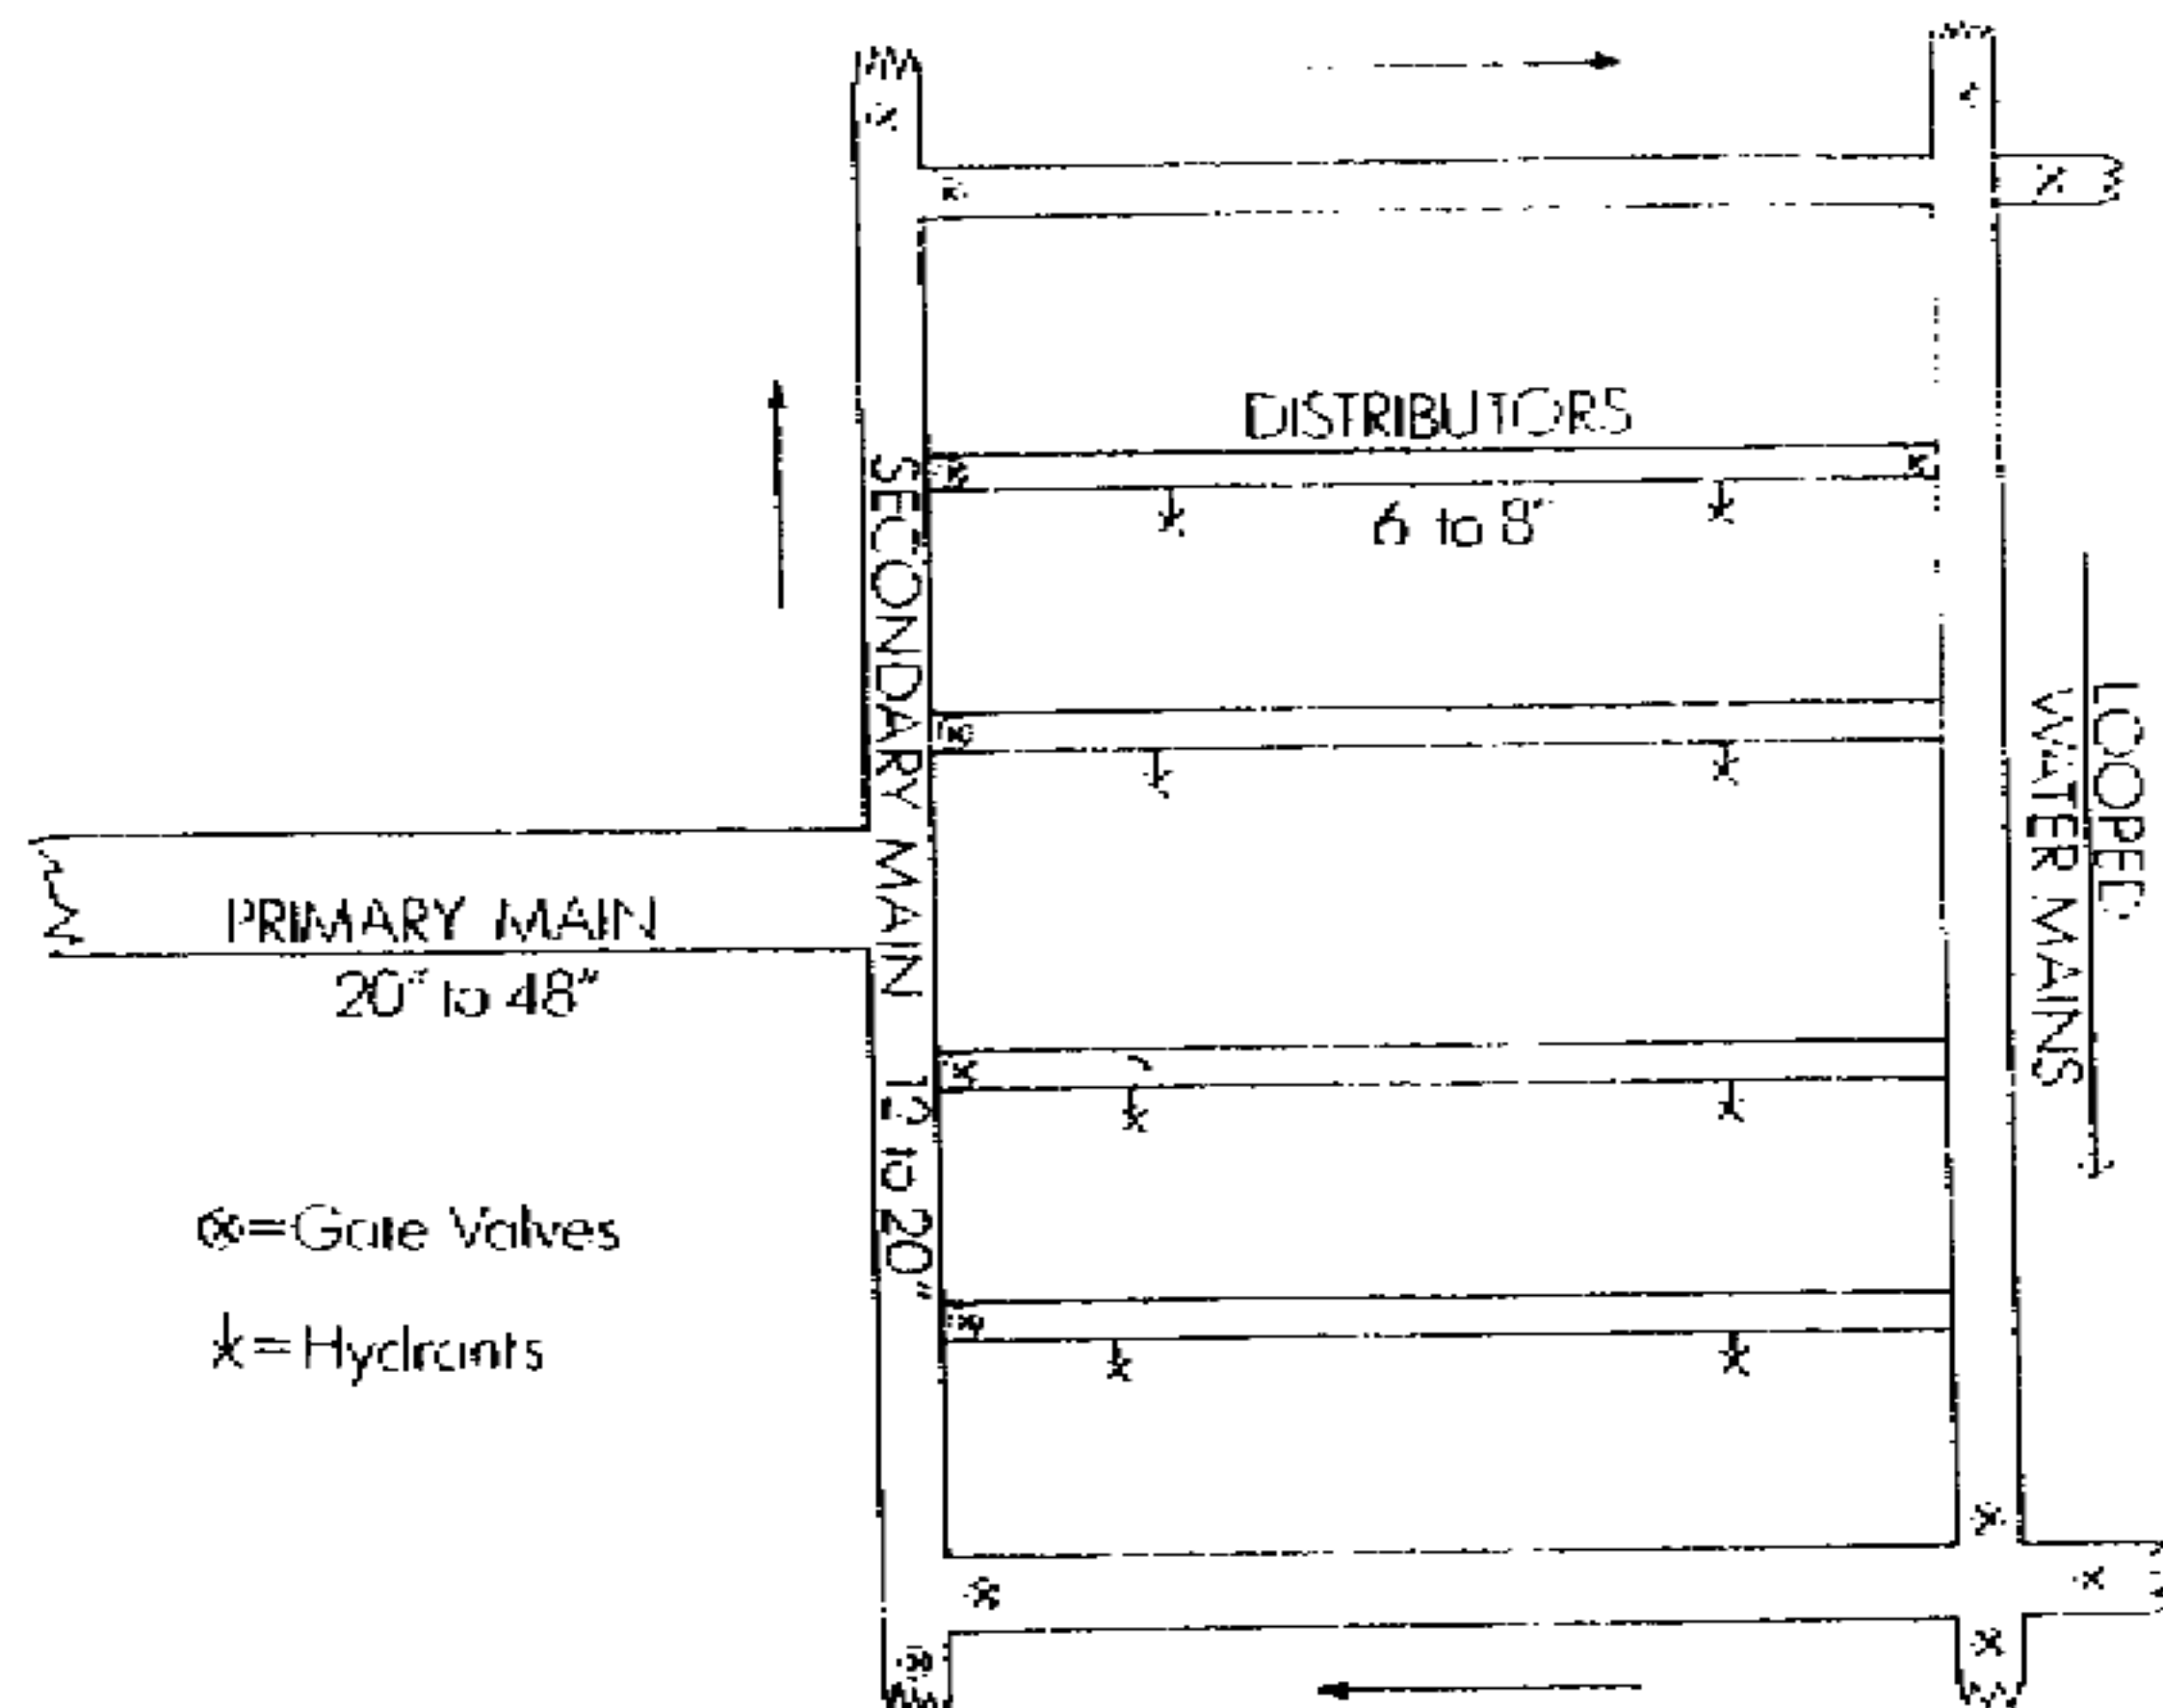 DISTRIBUTORS
6 to 8"
SECONDARY MAIN 12 to 20"
LOOPED
WATER MAINS
PRIMARY MAIN
20" to 48"
⊗=Gate Valves
=Hydrants